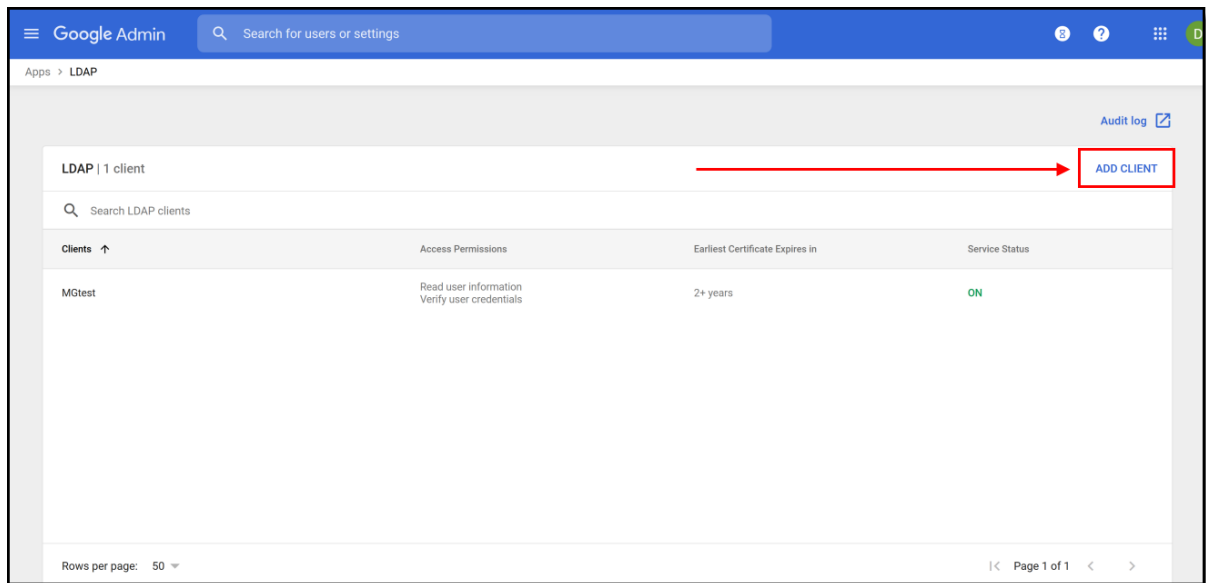 Google Admin
Search for users or settings
D
Apps > LDAP
Audit log
LDAP | 1 client
ADD CLIENT
Search LDAP clients
Clients
Access Permissions
Earliest Certificate Expires in
Service Status
MGtest
Read user information
Verify user credentials
2+ years
ON
Rows per page: 50
Page 1 of 1